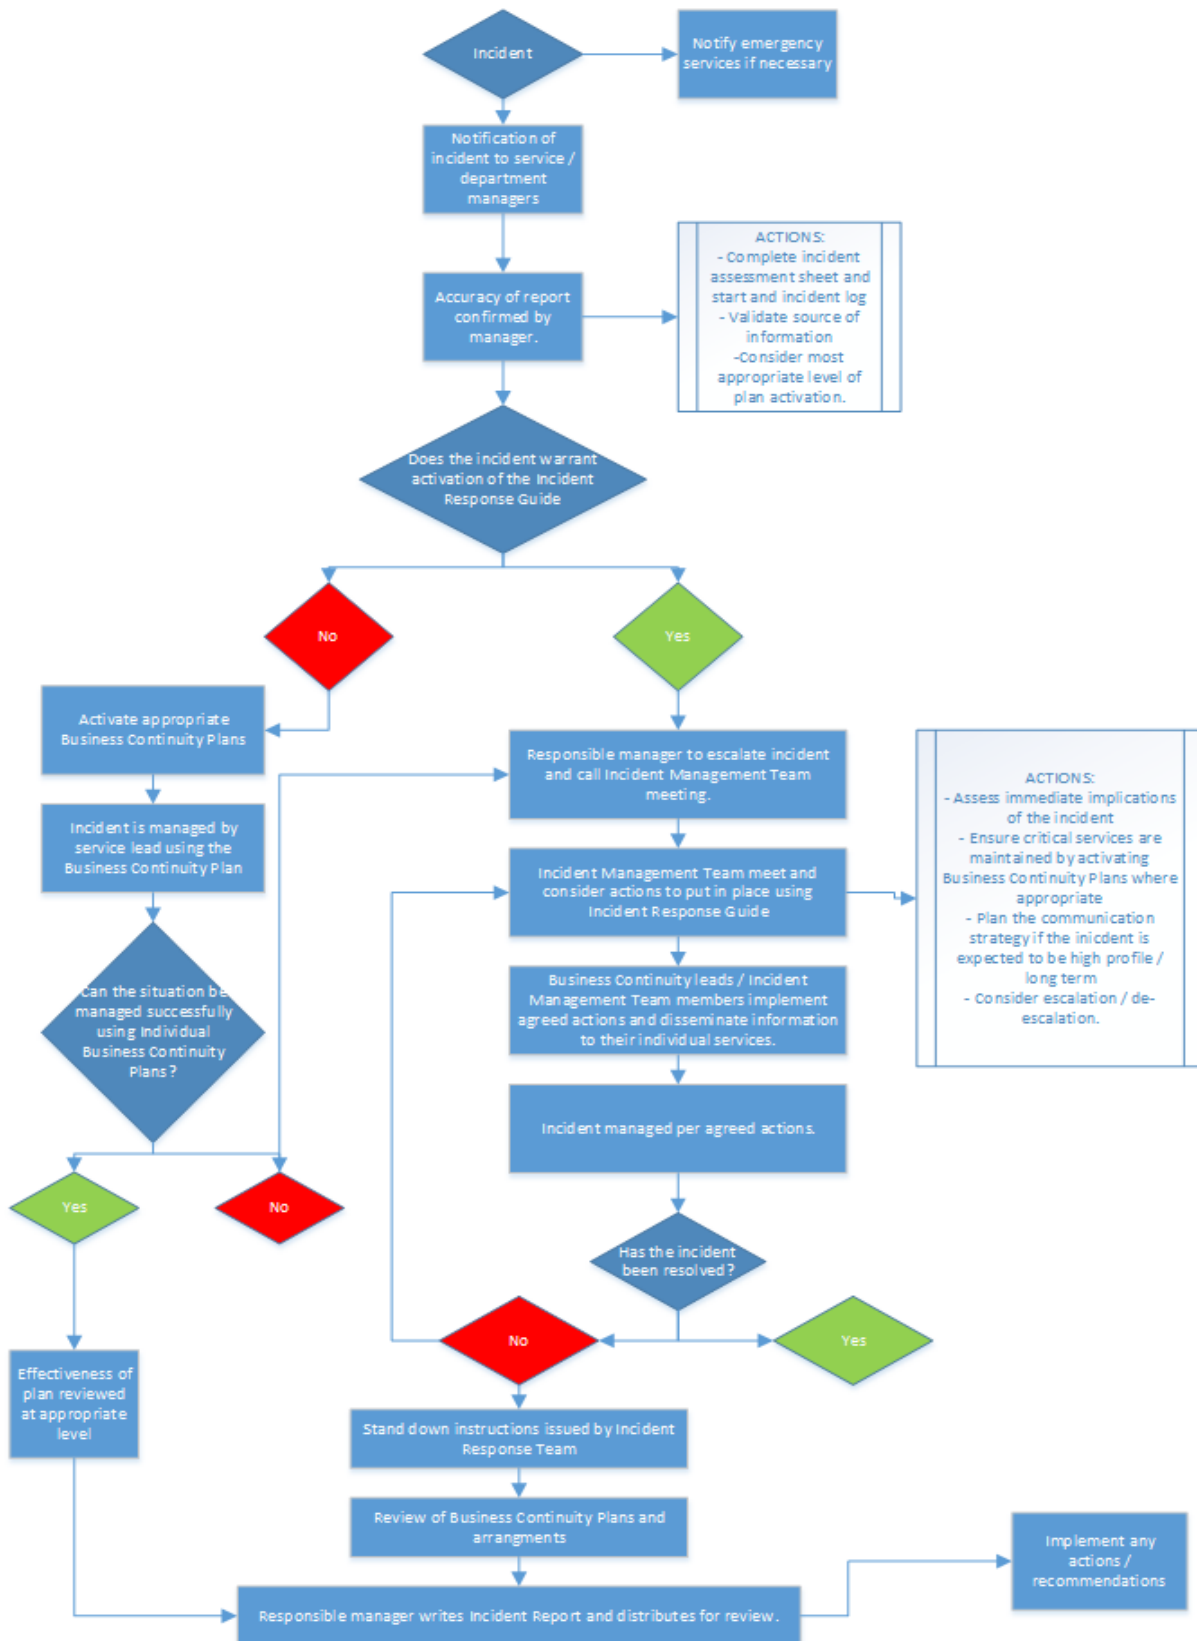 Incident
Notify emergency
services if necessary
Notification of
incident to service /
department
managers
ACTIONS:
- Complete incident
assessment sheet and
start and incident log
- Validate source of
information
-Consider most
appropriate level of
plan activation.
Accuracy of report
confirmed by
manager.
Does the incident warrant
activation of the Incident
Response Guide
No
Yes
Activate appropriate
Business Continuity Plans
Responsible manager to escalate incident
and call Incident Management Team
meeting.
Incident is managed by
service lead using the
Business Continuity Plan
Incident Management Team meet and
consider actions to put in place using
Incident Response Guide
ACTIONS:
- Assess immediate implications
of the incident
- Ensure critical services are
maintained by activating
Business Continuity Plans where
appropriate
- Plan the communication
strategy if the inicdent is
expected to be high profile /
long term
- Consider escalation / de-
escalation.
Can the situation be
managed successfully
using Individual
Business Continuity
Plans?
Business Continuity leads / Incident
Management Team members implement
agreed actions and disseminate information
to their individual services.
Incident managed per agreed actions.
Yes
No
Has the incident
been resolved?
No
Yes
Effectiveness of
plan reviewed
at appropriate
level
Stand down instructions issued by Incident
Response Team
Review of Business Continuity Plans and
arrangments
Implement any
actions /
recommendations
Responsible manager writes Incident Report and distributes for review.